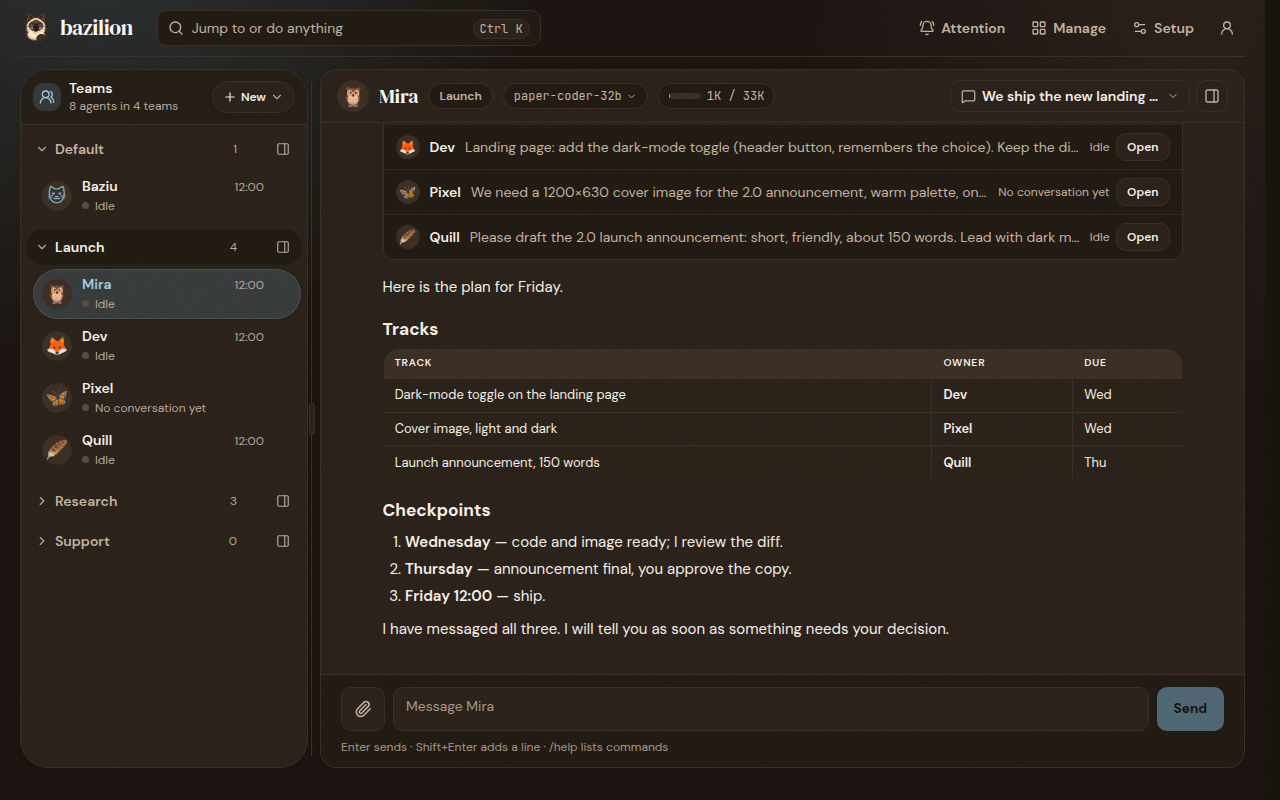 bazilion
Jump to or do anything
Ctrl K
Attention
Manage
Setup
Teams
8 agents in 4 teams
New
Default
1
Baziu
12:00
Idle
Launch
4
Mira
12:00
Idle
Dev
12:00
Idle
Pixel
No conversation yet
Quill
12:00
Idle
Research
3
Support
0
Mira
Launch
paper-coder-32b
1K / 33K
We ship the new landing ...
Dev Landing page: add the dark-mode toggle (header button, remembers the choice). Keep the di... Idle Open
Pixel We need a 1200×630 cover image for the 2.0 announcement, warm palette, on... No conversation yet Open
Quill Please draft the 2.0 launch announcement: short, friendly, about 150 words. Lead with dark m... Idle Open
Here is the plan for Friday.
Tracks
TRACK OWNER DUE
Dark-mode toggle on the landing page Dev Wed
Cover image, light and dark Pixel Wed
Launch announcement, 150 words Quill Thu
Checkpoints
1. Wednesday — code and image ready; I review the diff.
2. Thursday — announcement final, you approve the copy.
3. Friday 12:00 — ship.
I have messaged all three. I will tell you as soon as something needs your decision.
Message Mira
Send
Enter sends · Shift+Enter adds a line · /help lists commands